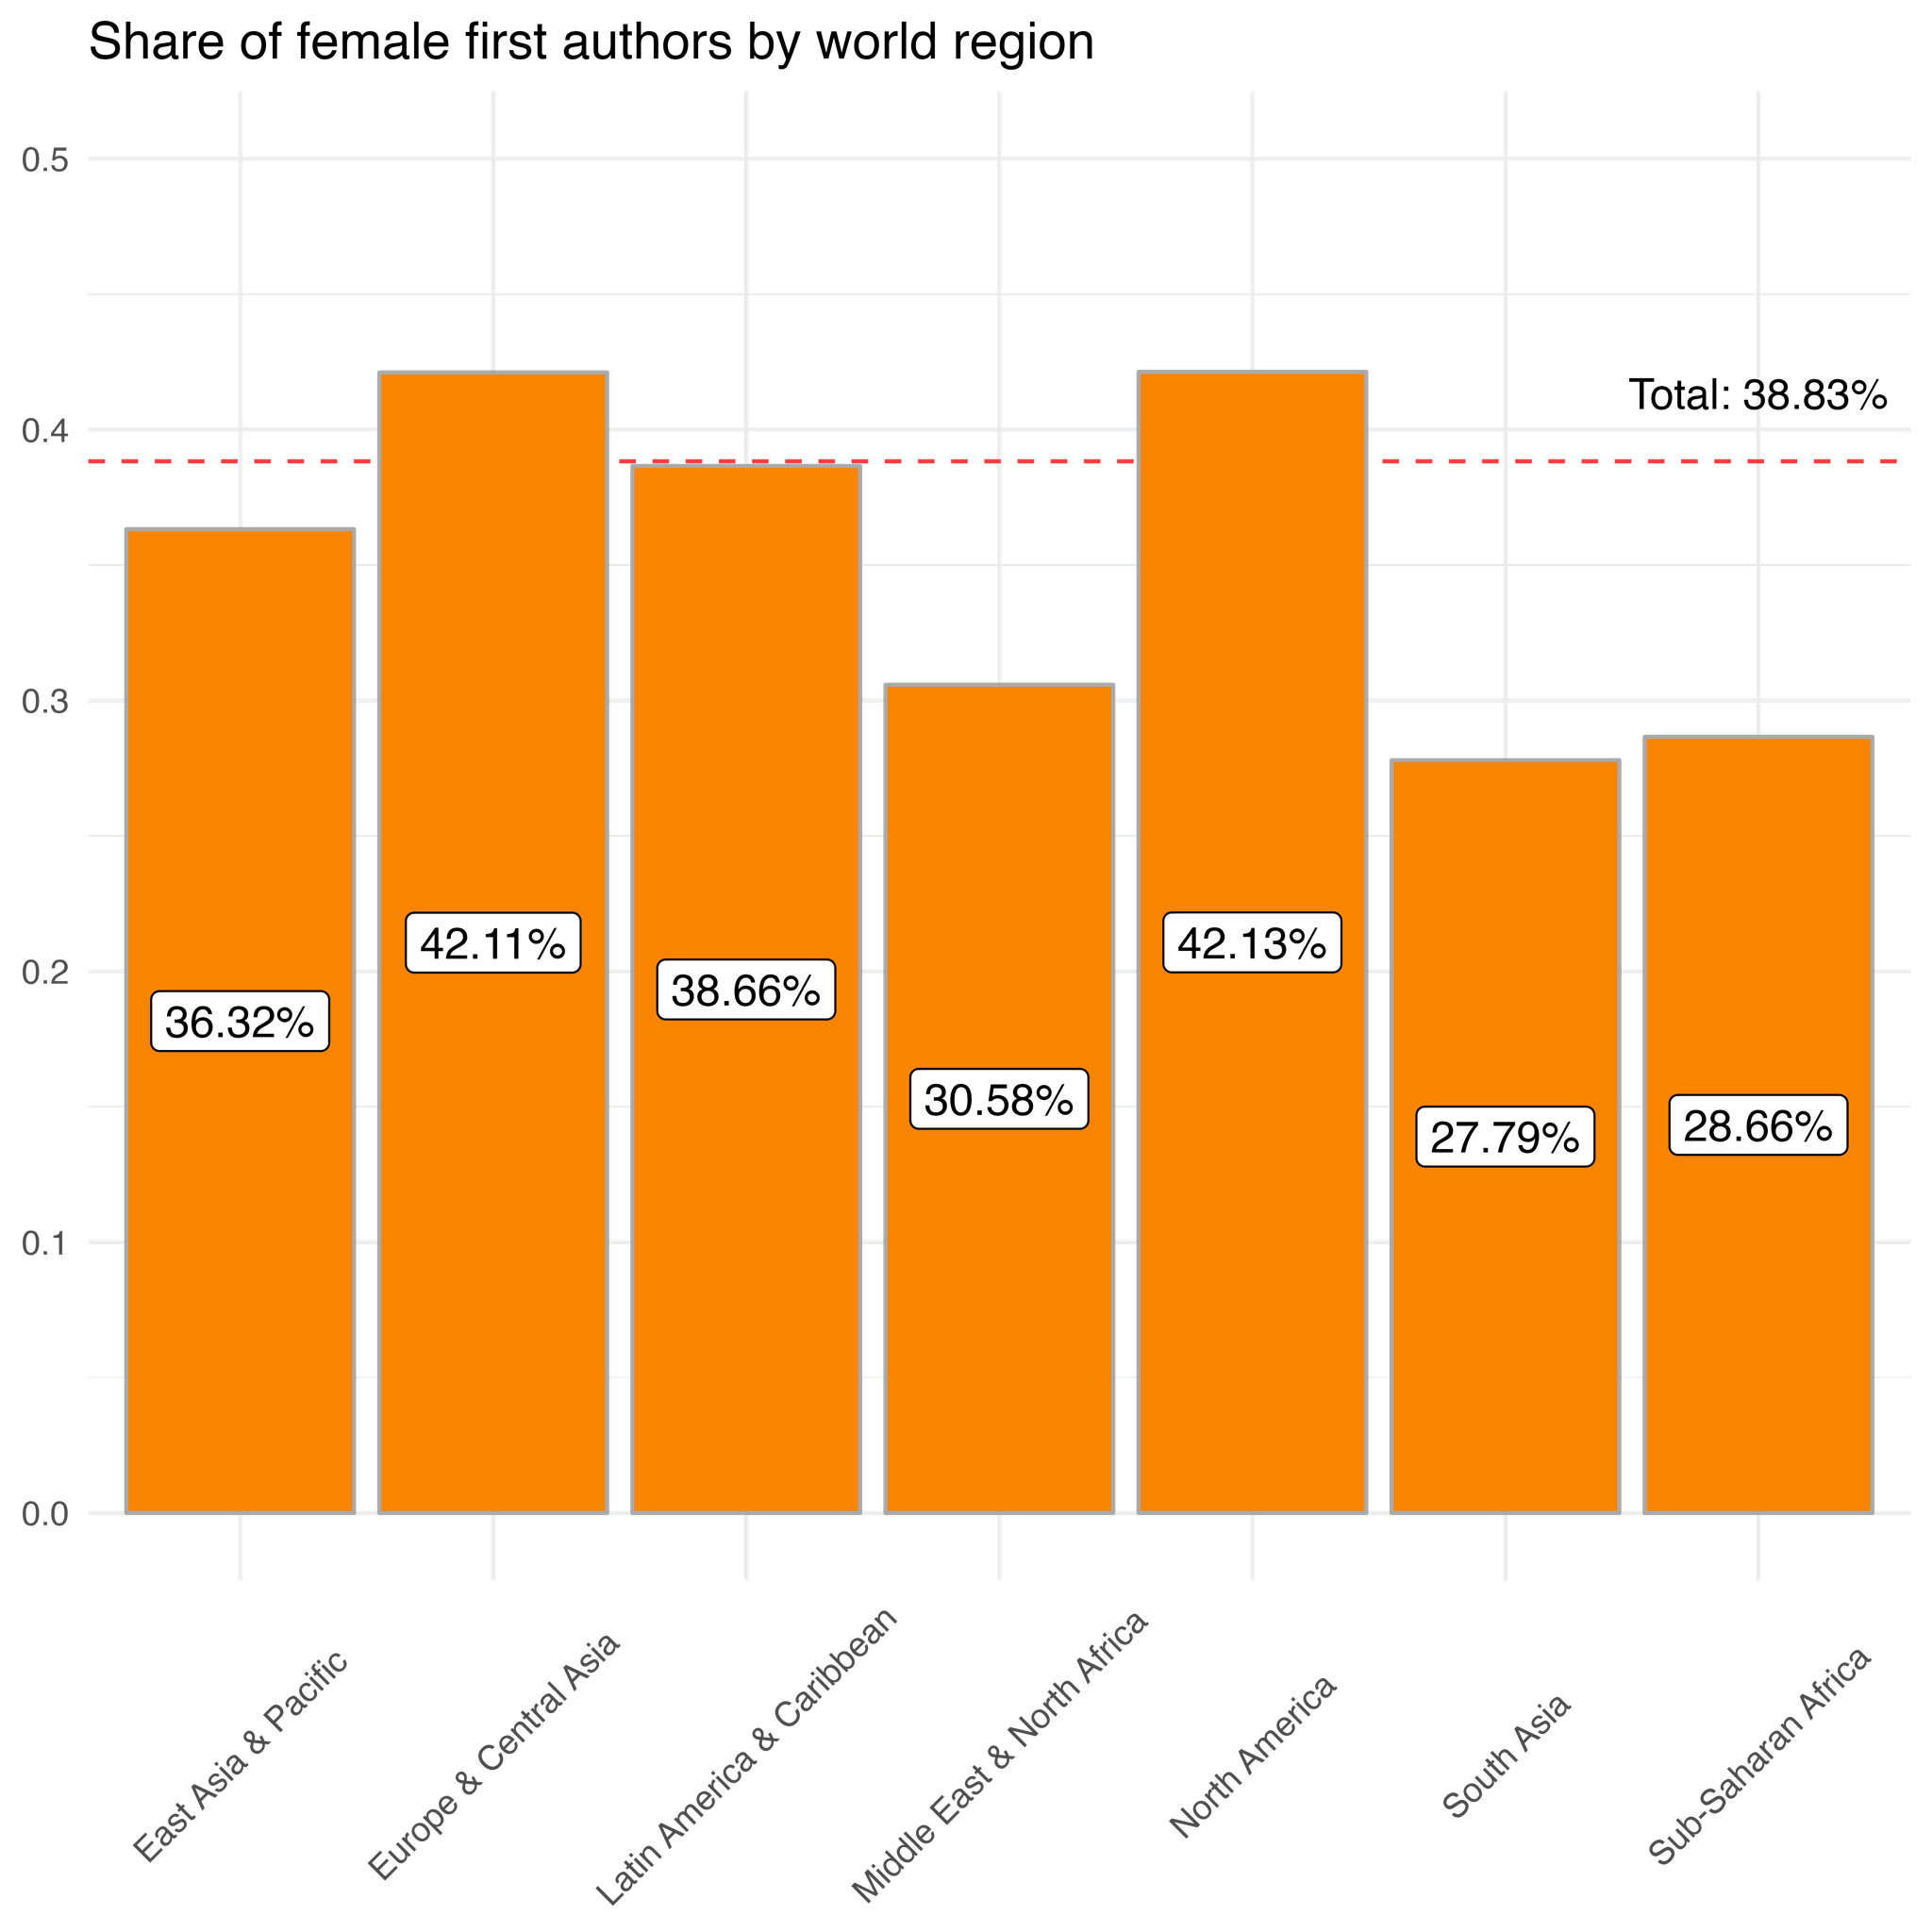 Share of female first authors by world region
0.5
0.4
0.3
0.2
0.1
0.0
Total: 38.83%
36.32%
42.11%
38.66%
30.58%
42.13%
27.79%
28.66%
East Asia & Pacific
Europe & Central Asia
Latin America & Caribbean
Middle East & North Africa
North America
South Asia
Sub-Saharan Africa